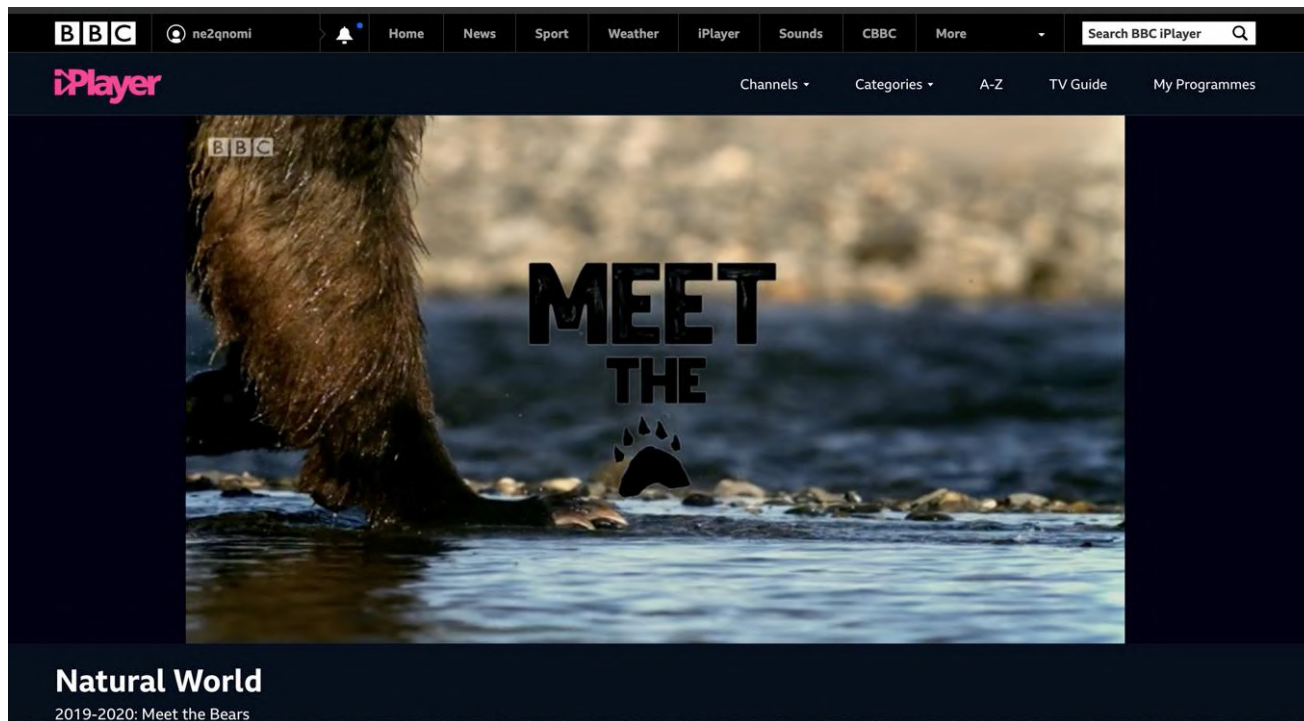 BBC ne2qnomi Home News Sport Weather iPlayer Sounds CBBC More Search BBC iPlayer
iPlayer Channels Categories A-Z TV Guide My Programmes
BBC
MEET
THE
Natural World
2019-2020: Meet the Bears